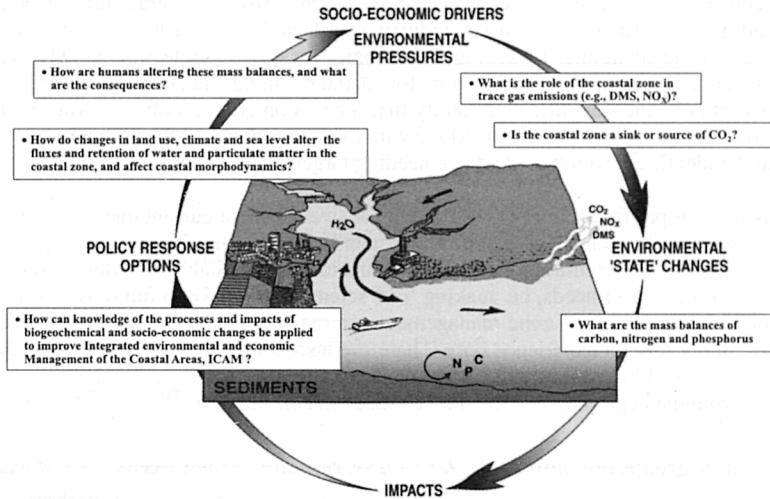 SOCIO-ECONOMIC DRIVERS
ENVIRONMENTAL
PRESSURES
• How are humans altering these mass balances, and what
are the consequences?
• What is the role of the coastal zone in
trace gas emissions (e.g., DMS, NOX)?
• How do changes in land use, climate and sea level alter the
fluxes and retention of water and particulate matter in the
coastal zone, and affect coastal morphodynamics?
• Is the coastal zone a sink or source of CO2?
H2O
CO2
NOX
DMS
POLICY RESPONSE
OPTIONS
ENVIRONMENTAL
'STATE' CHANGES
• How can knowledge of the processes and impacts of
biogeochemical and socio-economic changes be applied
to improve Integrated environmental and economic
Management of the Coastal Areas, ICAM ?
• What are the mass balances of
carbon, nitrogen and phosphorus
N P C
SEDIMENTS
IMPACTS